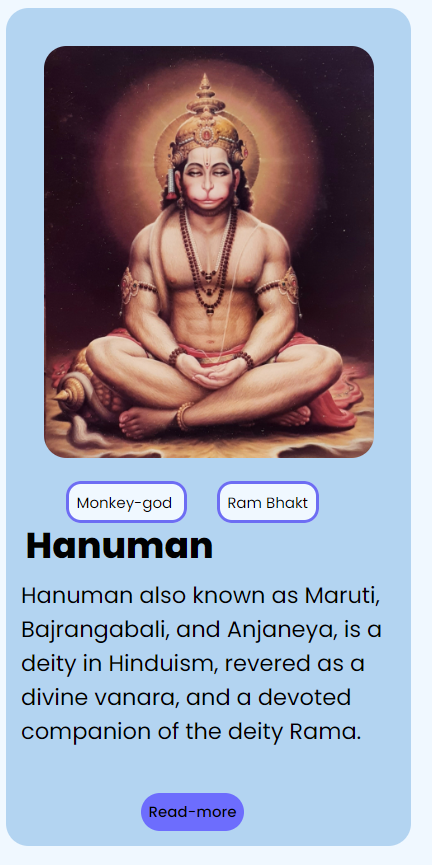 Monkey-god
Ram Bhakt
Hanuman
Hanuman also known as Maruti,
Bajrangabali, and Anjaneya, is a
deity in Hinduism, revered as a
divine vanara, and a devoted
companion of the deity Rama.
Read-more